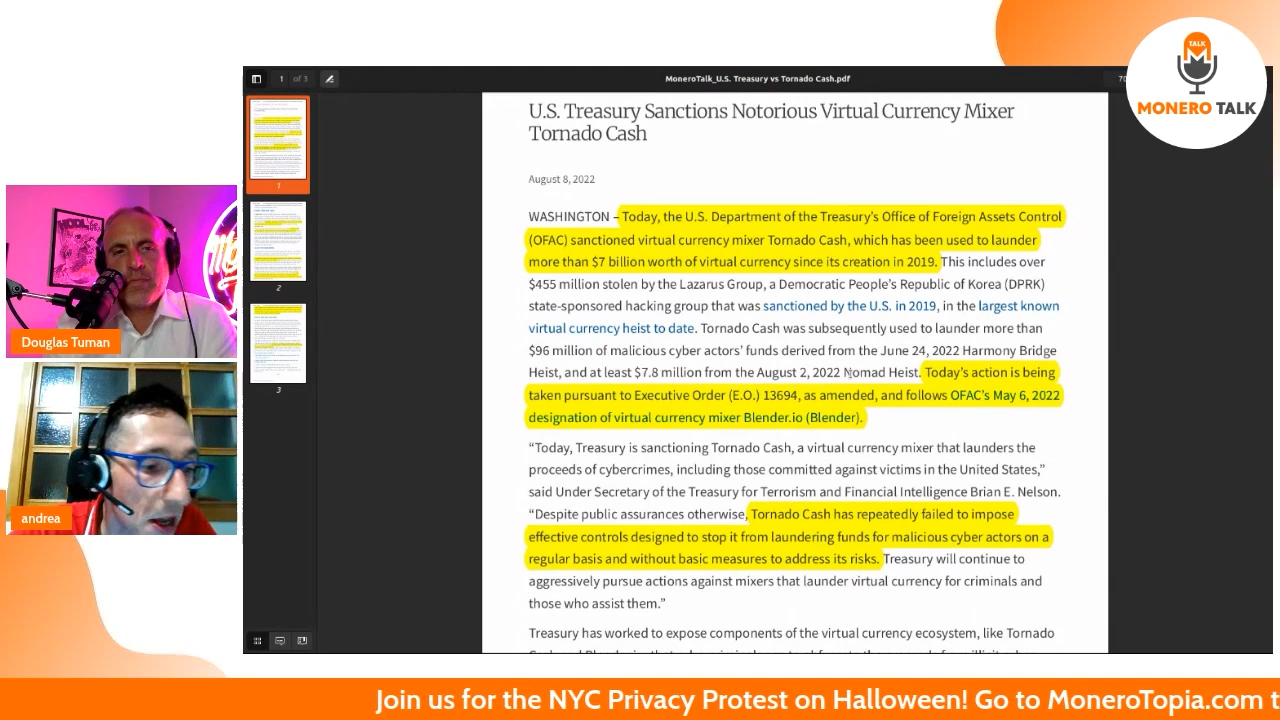 TALK
MONERO TALK
1 of 3
MoneroTalk_U.S. Treasury vs Tornado Cash.pdf
70
U.S. Treasury Sanctions Notorious Virtual Currency Mixer
Tornado Cash
August 8, 2022
WASHINGTON – Today, the U.S. Department of the Treasury's Office of Foreign Assets Control
(OFAC) sanctioned virtual currency mixer Tornado Cash, which has been used to launder
more than $7 billion worth of virtual currency since its creation in 2019. This includes over
$455 million stolen by the Lazarus Group, a Democratic People's Republic of Korea (DPRK)
state-sponsored hacking group that was sanctioned by the U.S. in 2019, in the largest known
virtual currency heist to date. Tornado Cash was subsequently used to launder more than
million of malicious cyber actors' funds derived from the June 24, 2022 Harmony Bridge
Heist, and at least $7.8 million from the August 2, 2022 Nomad Heist. Today's action is being
taken pursuant to Executive Order (E.O.) 13694, as amended, and follows OFAC's May 6, 2022
designation of virtual currency mixer Blender.io (Blender).
“Today, Treasury is sanctioning Tornado Cash, a virtual currency mixer that launders the
proceeds of cybercrimes, including those committed against victims in the United States,”
said Under Secretary of the Treasury for Terrorism and Financial Intelligence Brian E. Nelson.
“Despite public assurances otherwise, Tornado Cash has repeatedly failed to impose
effective controls designed to stop it from laundering funds for malicious cyber actors on a
regular basis and without basic measures to address its risks. Treasury will continue to
aggressively pursue actions against mixers that launder virtual currency for criminals and
those who assist them.”
Treasury has worked to expose components of the virtual currency ecosystem, like Tornado
1
2
3
Douglas Tuman
andrea
Join us for the NYC Privacy Protest on Halloween! Go to MoneroTopia.com t